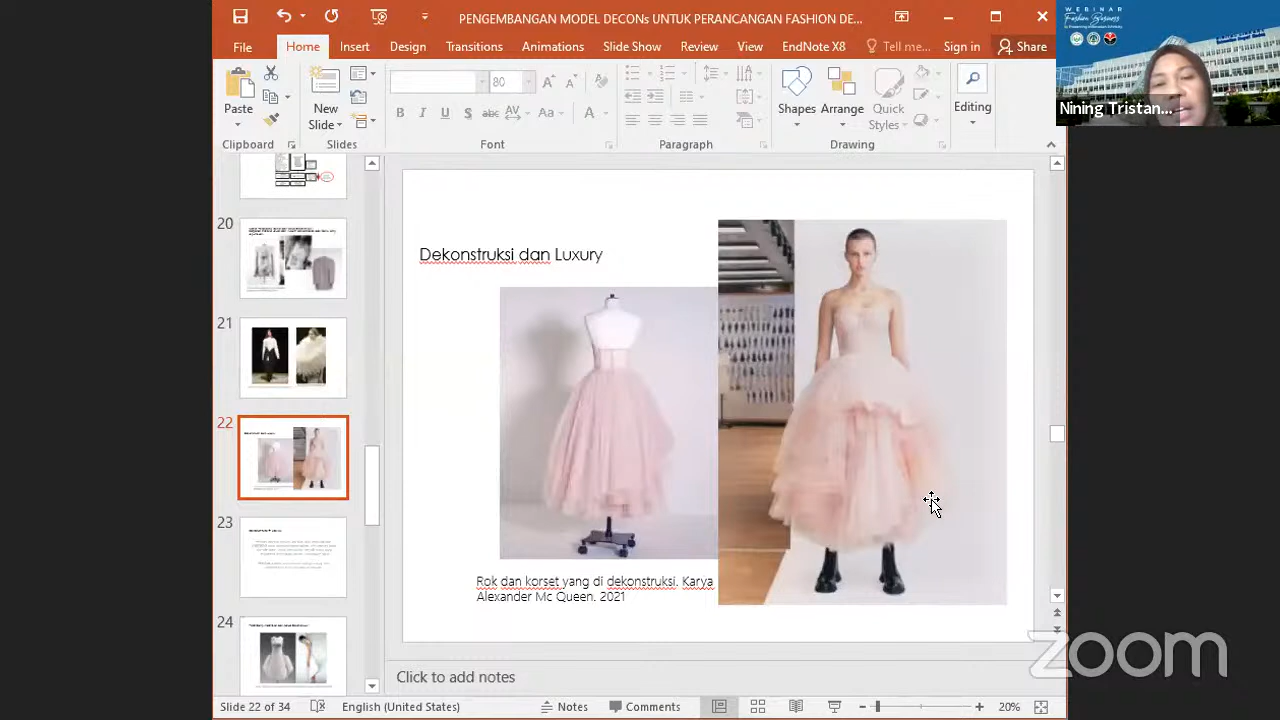 PENGEMBANGAN MODEL DECONs UNTUK PERANCANGAN FASHION DE...
File
Home
Insert
Design
Transitions
Animations
Slide Show
Review
View
EndNote X8
Tell me...
Sign in
Share
Paste
New
Slide
80
Shapes
Arrange
Quick
Styles
Editing
Clipboard
Slides
Font
Paragraph
Drawing
WEBINAR
Fashion Business
Nining Tristan...
20
21
22
23
24
Dekonstruksi dan Luxury
Rok dan korset yang di dekonstruksi. Karya
Alexander Mc Queen. 2021
Click to add notes
zoom
Slide 22 of 34
English (United States)
Notes
Comments
20%